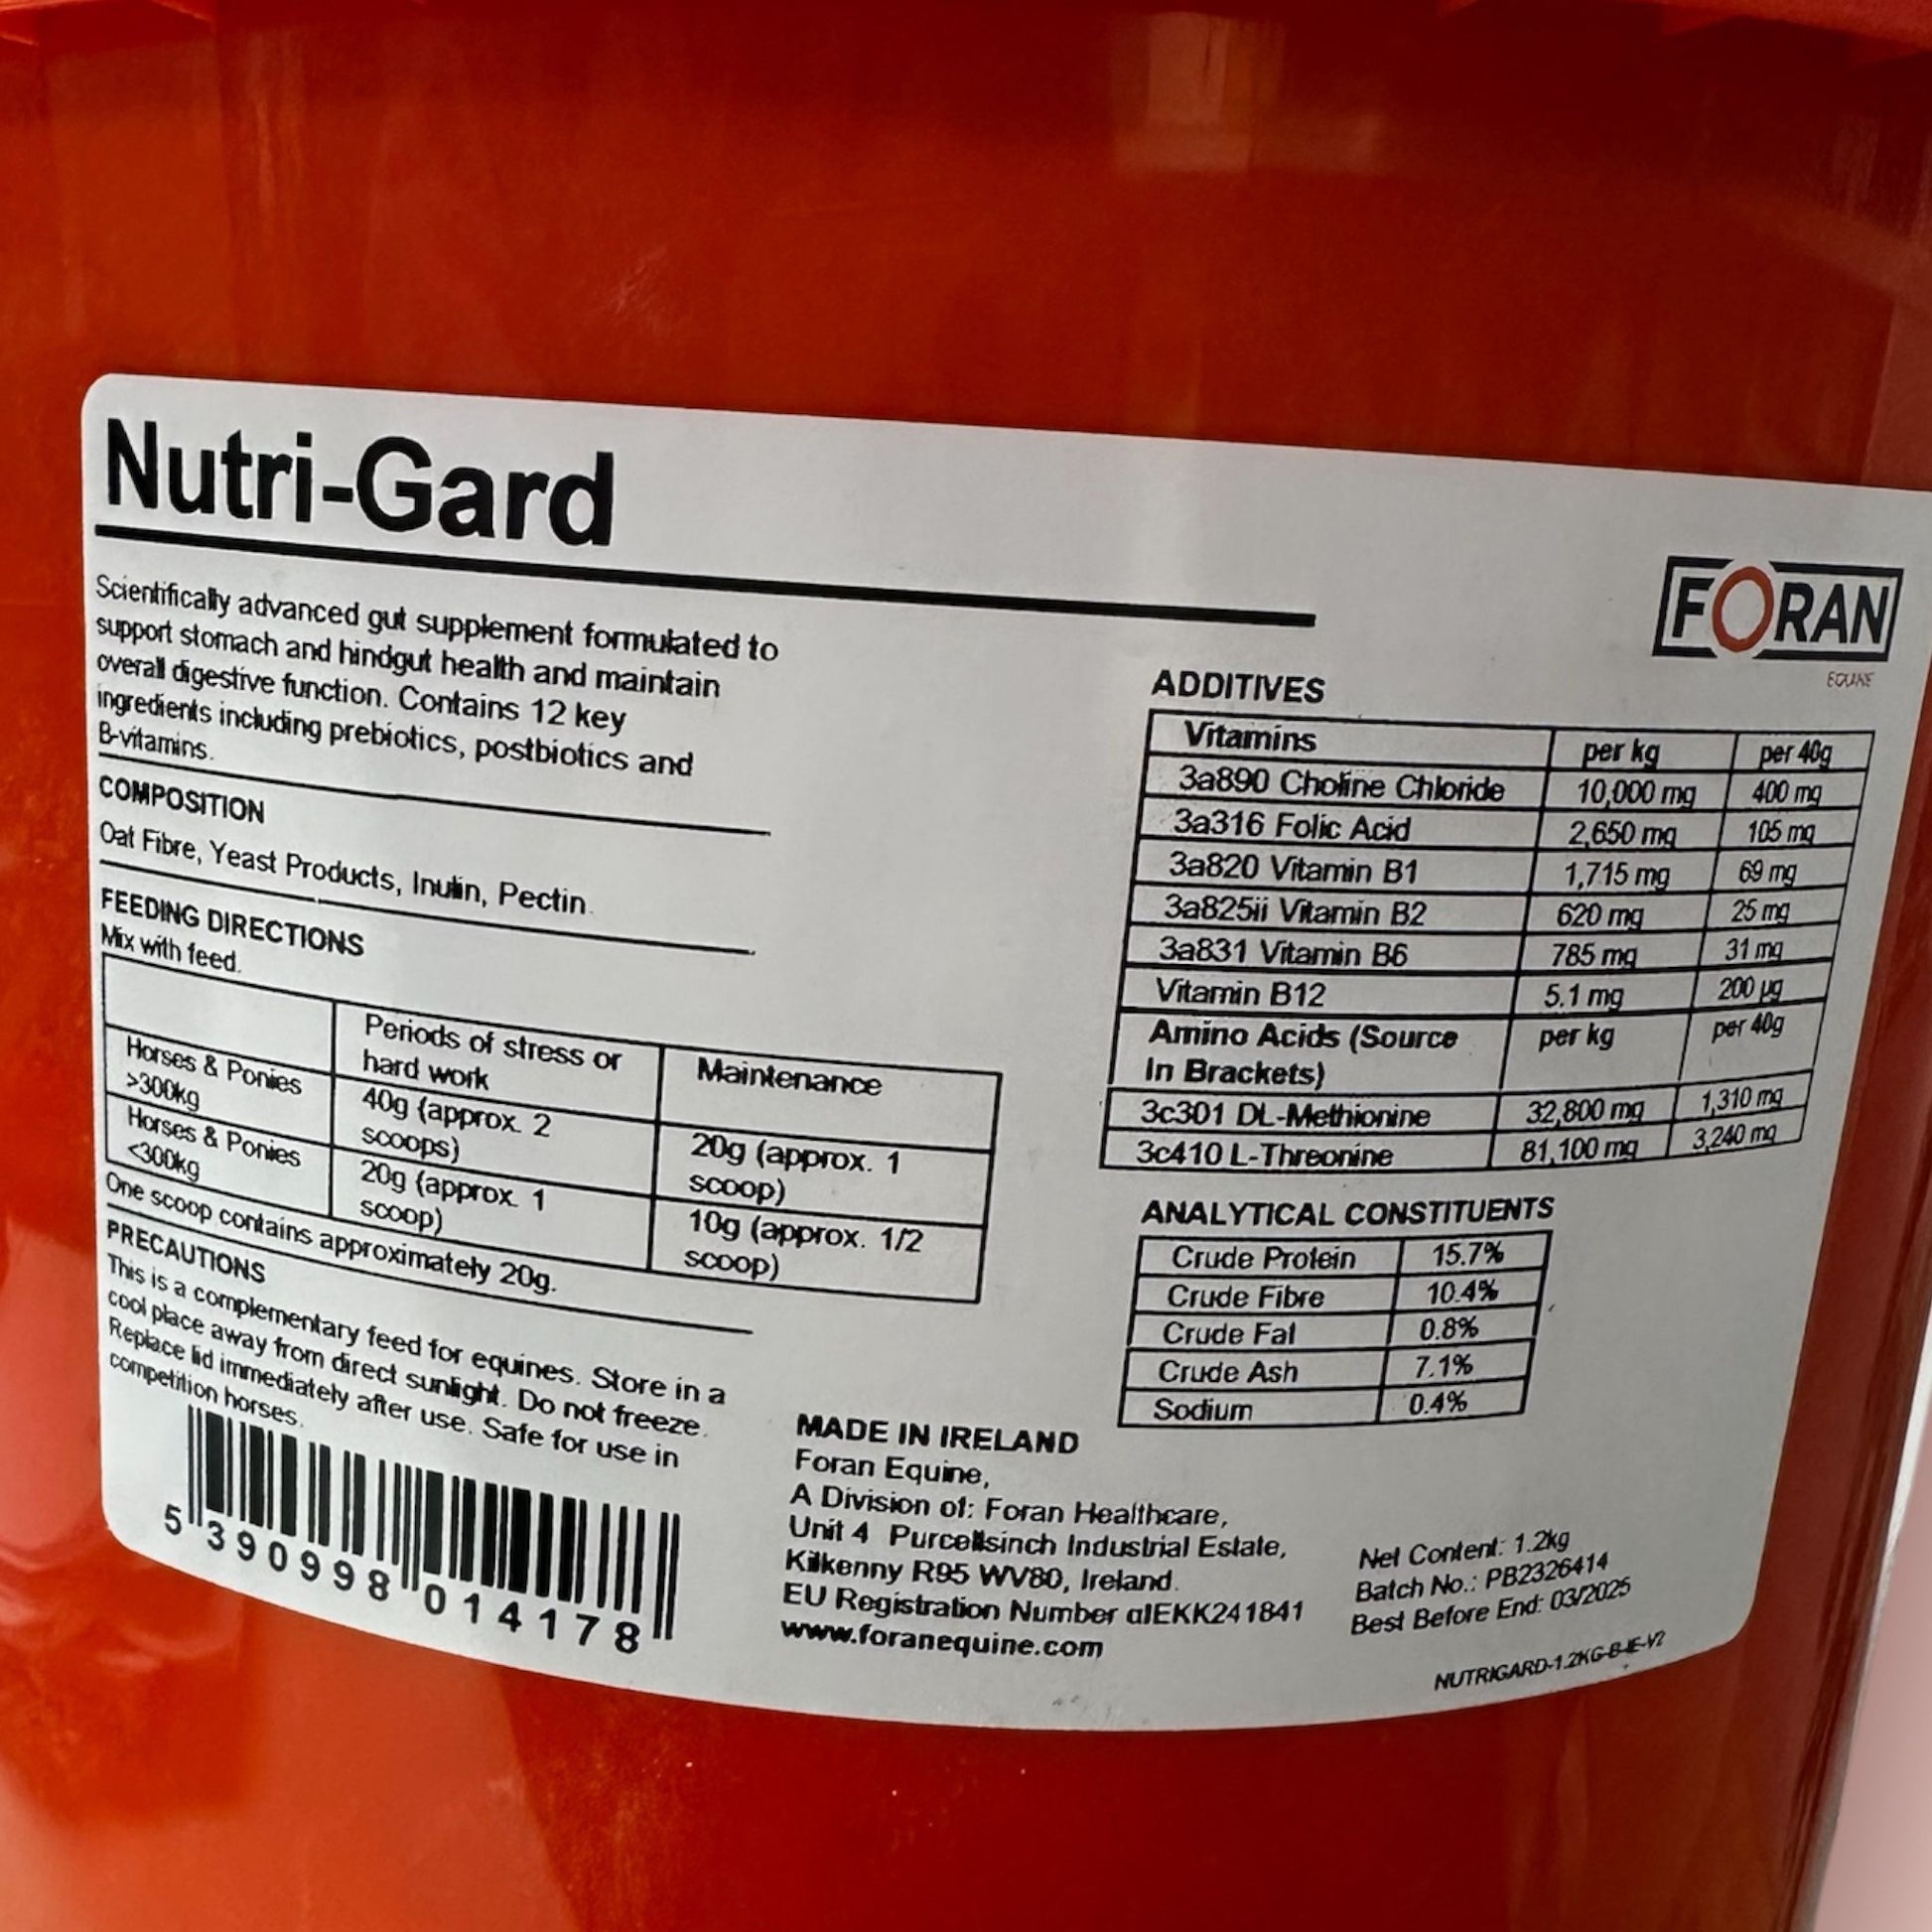 Nutri-Gard
Scientifically advanced gut supplement formulated to
support stomach and hindgut health and maintain
overall digestive function. Contains 12 key
ingredients including prebiotics, postbiotics and
B-vitamins.
COMPOSITION
Oat Fibre, Yeast Products, Inulin, Pectin.
FEEDING DIRECTIONS
Mix with feed.
Periods of stress or
hard work
Maintenance
Horses & Ponies
>300kg
40g (approx. 2
scoops)
20g (approx. 1
scoop)
Horses & Ponies
<300kg
20g (approx. 1
scoop)
10g (approx. 1/2
scoop)
One scoop contains approximately 20g.
PRECAUTIONS
This is a complementary feed for equines. Store in a
cool place away from direct sunlight. Do not freeze.
Replace lid immediately after use. Safe for use in
competition horses.
5 390998 014178
FORAN
EQUINE
ADDITIVES
Vitamins per kg per 40g
3a890 Choline Chloride 10,000 mg 400 mg
3a316 Folic Acid 2,650 mg 105 mg
3a820 Vitamin B1 1,715 mg 69 mg
3a825ii Vitamin B2 620 mg 25 mg
3a831 Vitamin B6 785 mg 31 mg
Vitamin B12 5.1 mg 200 µg
Amino Acids (Source per kg per 40g
In Brackets)
3c301 DL-Methionine 32,800 mg 1,310 mg
3c410 L-Threonine 81,100 mg 3,240 mg
ANALYTICAL CONSTITUENTS
Crude Protein 15.7%
Crude Fibre 10.4%
Crude Fat 0.8%
Crude Ash 7.1%
Sodium 0.4%
MADE IN IRELAND
Foran Equine,
A Division of: Foran Healthcare,
Unit 4 Purcellsinch Industrial Estate,
Kilkenny R95 WV80, Ireland.
EU Registration Number αIEKK241841
www.foranequine.com
Net Content: 1.2kg
Batch No.: PB2326414
Best Before End: 03/2025
NUTRIGARD-1.2KG-B-IE-V2